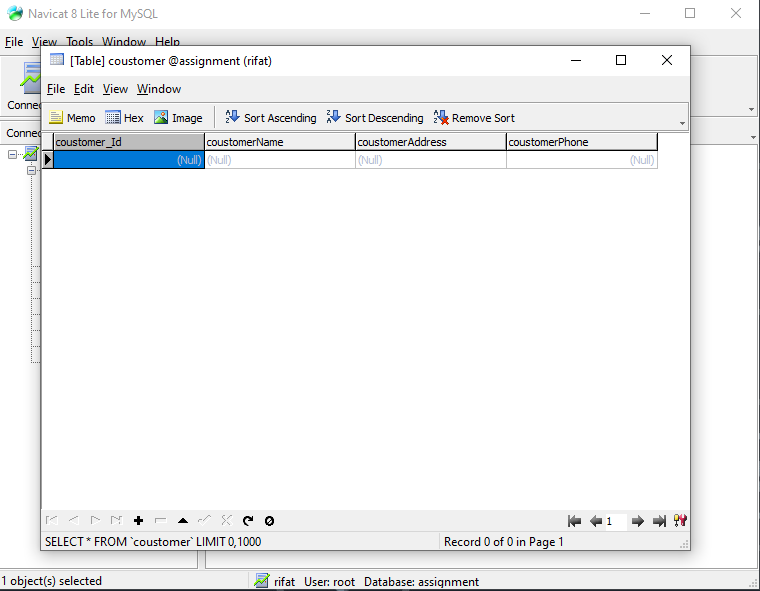 Navicat 8 Lite for MySQL
File View Tools Window Help
[Table] coustomer @assignment (rifat)
File Edit View Window
Memo Hex Image Sort Ascending Sort Descending Remove Sort
coustomer_Id coustomerName coustomerAddress coustomerPhone
(Null) (Null) (Null) (Null)
1
SELECT * FROM `coustomer` LIMIT 0,1000 Record 0 of 0 in Page 1
1 object(s) selected rifat User: root Database: assignment